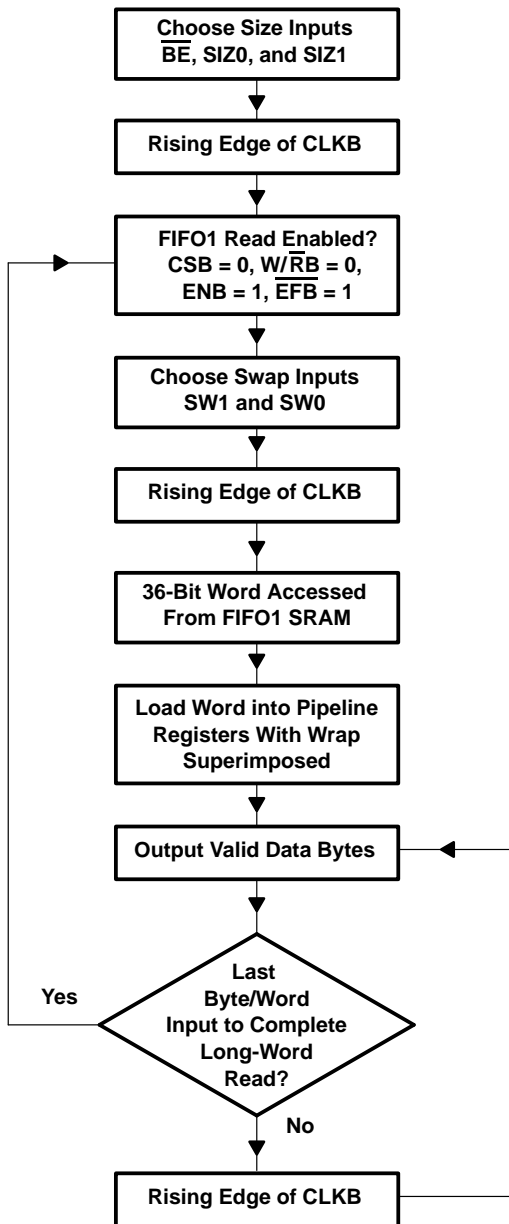 Choose Size Inputs
B̅E̅, SIZ0, and SIZ1
Rising Edge of CLKB
FIFO1 Read Enabled?
CSB = 0, W/R̅B = 0,
ENB = 1, E̅F̅B̅ = 1
Choose Swap Inputs
SW1 and SW0
Rising Edge of CLKB
36-Bit Word Accessed
From FIFO1 SRAM
Load Word into Pipeline
Registers With Wrap
Superimposed
Output Valid Data Bytes
Last
Byte/Word
Input to Complete
Long-Word
Read?
Yes
No
Rising Edge of CLKB